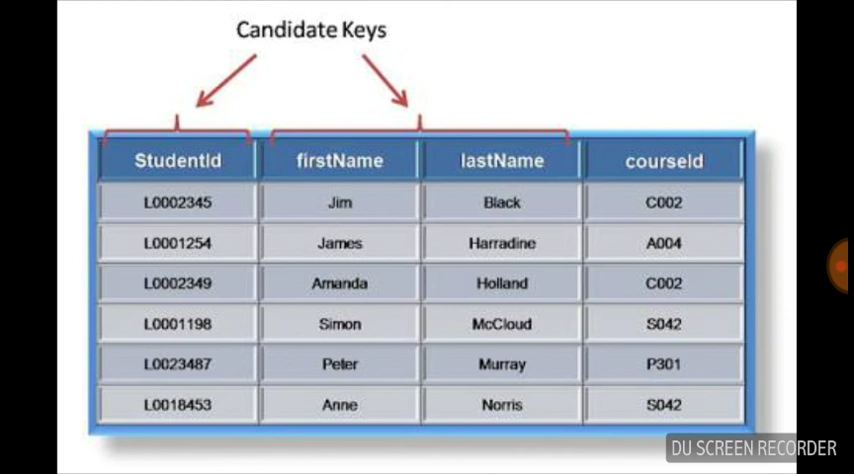 Candidate Keys
StudentId firstName lastName courseId
L0002345 Jim Black C002
L0001254 James Harradine A004
L0002349 Amanda Holland C002
L0001198 Simon McCloud S042
L0023487 Peter Murray P301
L0018453 Anne Norris S042
DU SCREEN RECORDER